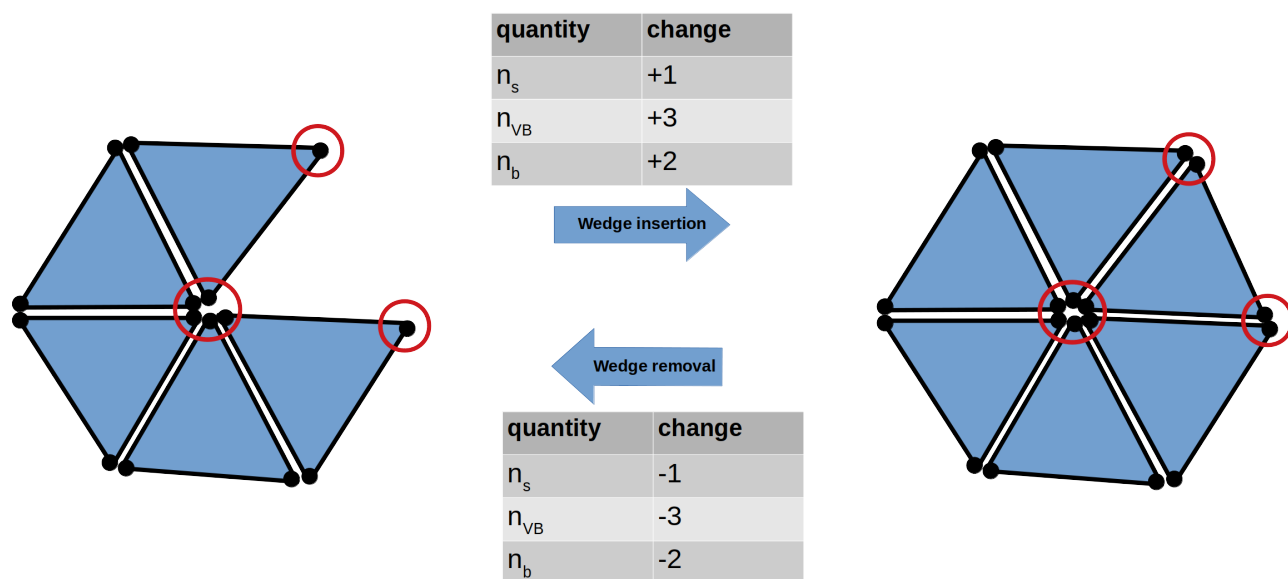 quantity change
n_s +1
n_VB +3
n_b +2
Wedge insertion
Wedge removal
quantity change
n_s -1
n_VB -3
n_b -2